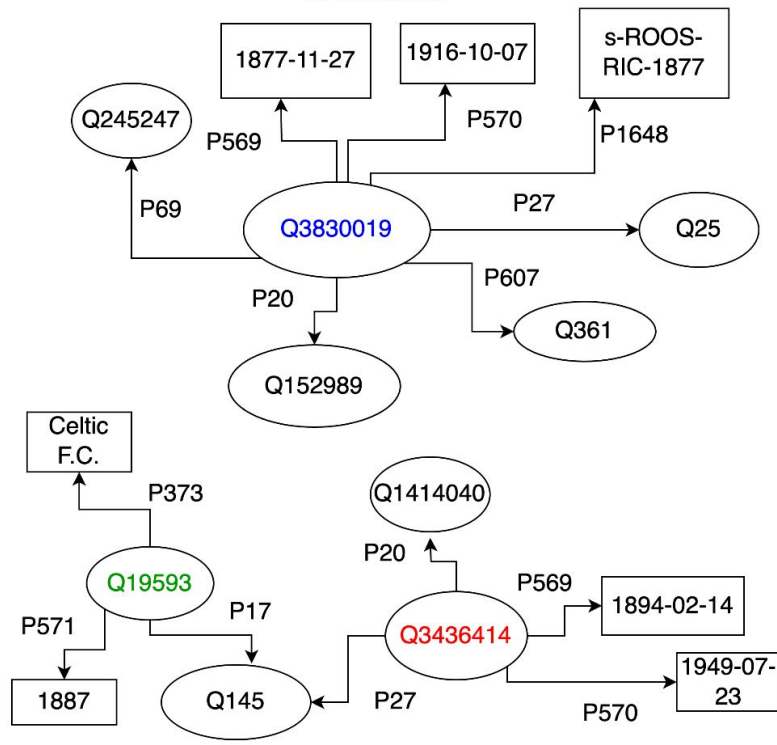 1877-11-27
1916-10-07
s-ROOS-
RIC-1877
Q245247
P569
P570
P1648
P69
Q3830019
P27
Q25
P20
P607
Q361
Q152989
Celtic
F.C.
P373
Q1414040
P20
Q19593
P569
P571
P17
Q3436414
1894-02-14
1887
Q145
P27
P570
1949-07-
23